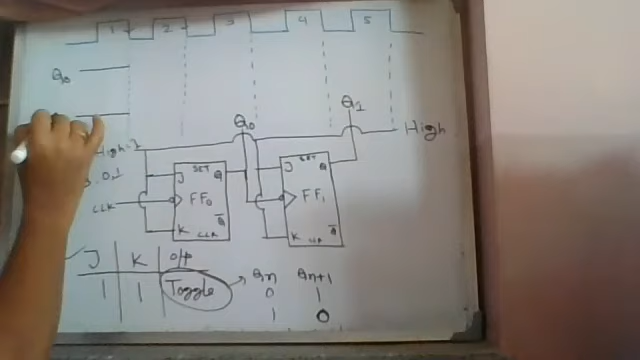 1 2 3 4 5
Q0
Q0 Q1
High=1 High
J SET Q J SET Q
CLK FF0 FF1
K CLR Q̅ K CLR Q̅
J K O/P
1 1 Toggle
Qn Qn+1
0 1
1 0